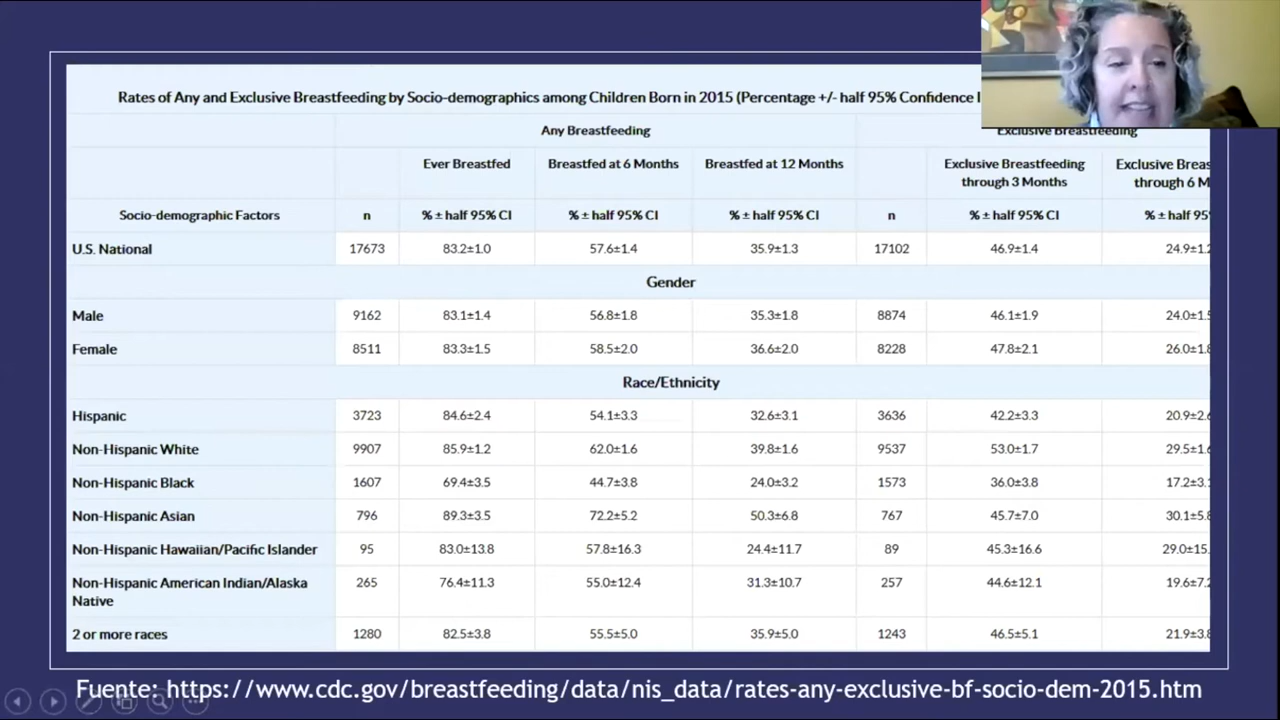 Rates of Any and Exclusive Breastfeeding by Socio-demographics among Children Born in 2015 (Percentage +/- half 95% Confidence
Any Breastfeeding Exclusive Breastfeeding
Ever Breastfed Breastfed at 6 Months Breastfed at 12 Months Exclusive Breastfeeding through 3 Months Exclusive through 6
Socio-demographic Factors n % ± half 95% CI % ± half 95% CI % ± half 95% CI n % ± half 95% CI % ± half 95%
U.S. National 17673 83.2±1.0 57.6±1.4 35.9±1.3 17102 46.9±1.4 24.9±1.2
Gender
Male 9162 83.1±1.4 56.8±1.8 35.3±1.8 8874 46.1±1.9 24.0±1.5
Female 8511 83.3±1.5 58.5±2.0 36.6±2.0 8228 47.8±2.1 26.0±1.8
Race/Ethnicity
Hispanic 3723 84.6±2.4 54.1±3.3 32.6±3.1 3636 42.2±3.3 20.9±2.6
Non-Hispanic White 9907 85.9±1.2 62.0±1.6 39.8±1.6 9537 53.0±1.7 29.5±1.6
Non-Hispanic Black 1607 69.4±3.5 44.7±3.8 24.0±3.2 1573 36.0±3.8 17.2±3.1
Non-Hispanic Asian 796 89.3±3.5 72.2±5.2 50.3±6.8 767 45.7±7.0 30.1±5.8
Non-Hispanic Hawaiian/Pacific Islander 95 83.0±13.8 57.8±16.3 24.4±11.7 89 45.3±16.6 29.0±15.
Non-Hispanic American Indian/Alaska Native 265 76.4±11.3 55.0±12.4 31.3±10.7 257 44.6±12.1 19.6±7.2
2 or more races 1280 82.5±3.8 55.5±5.0 35.9±5.0 1243 46.5±5.1 21.9±3.8
Fuente: https://www.cdc.gov/breastfeeding/data/nis_data/rates-any-exclusive-bf-socio-dem-2015.htm